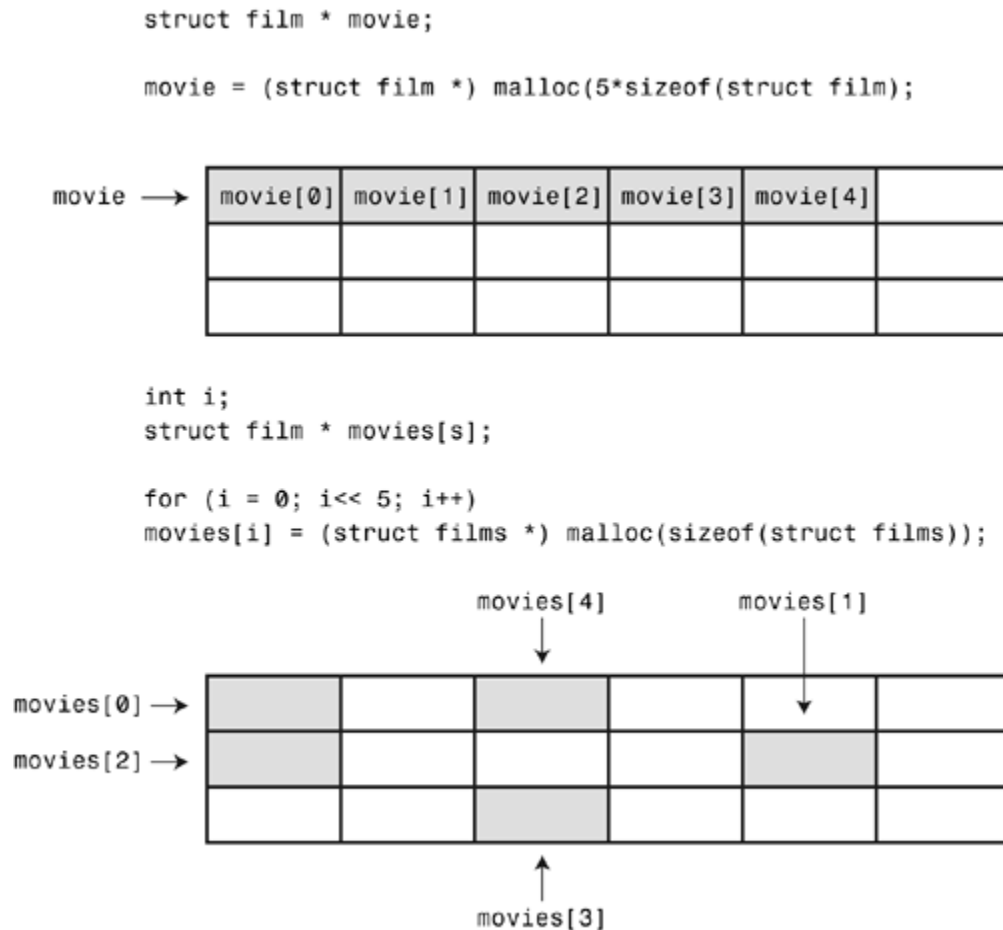 struct film * movie;
movie = (struct film *) malloc(5*sizeof(struct film);
movie
movie[0] movie[1] movie[2] movie[3] movie[4]
int i;
struct film * movies[s];
for (i = 0; i<< 5; i++)
movies[i] = (struct films *) malloc(sizeof(struct films));
movies[4] movies[1]
movies[0]
movies[2]
movies[3]